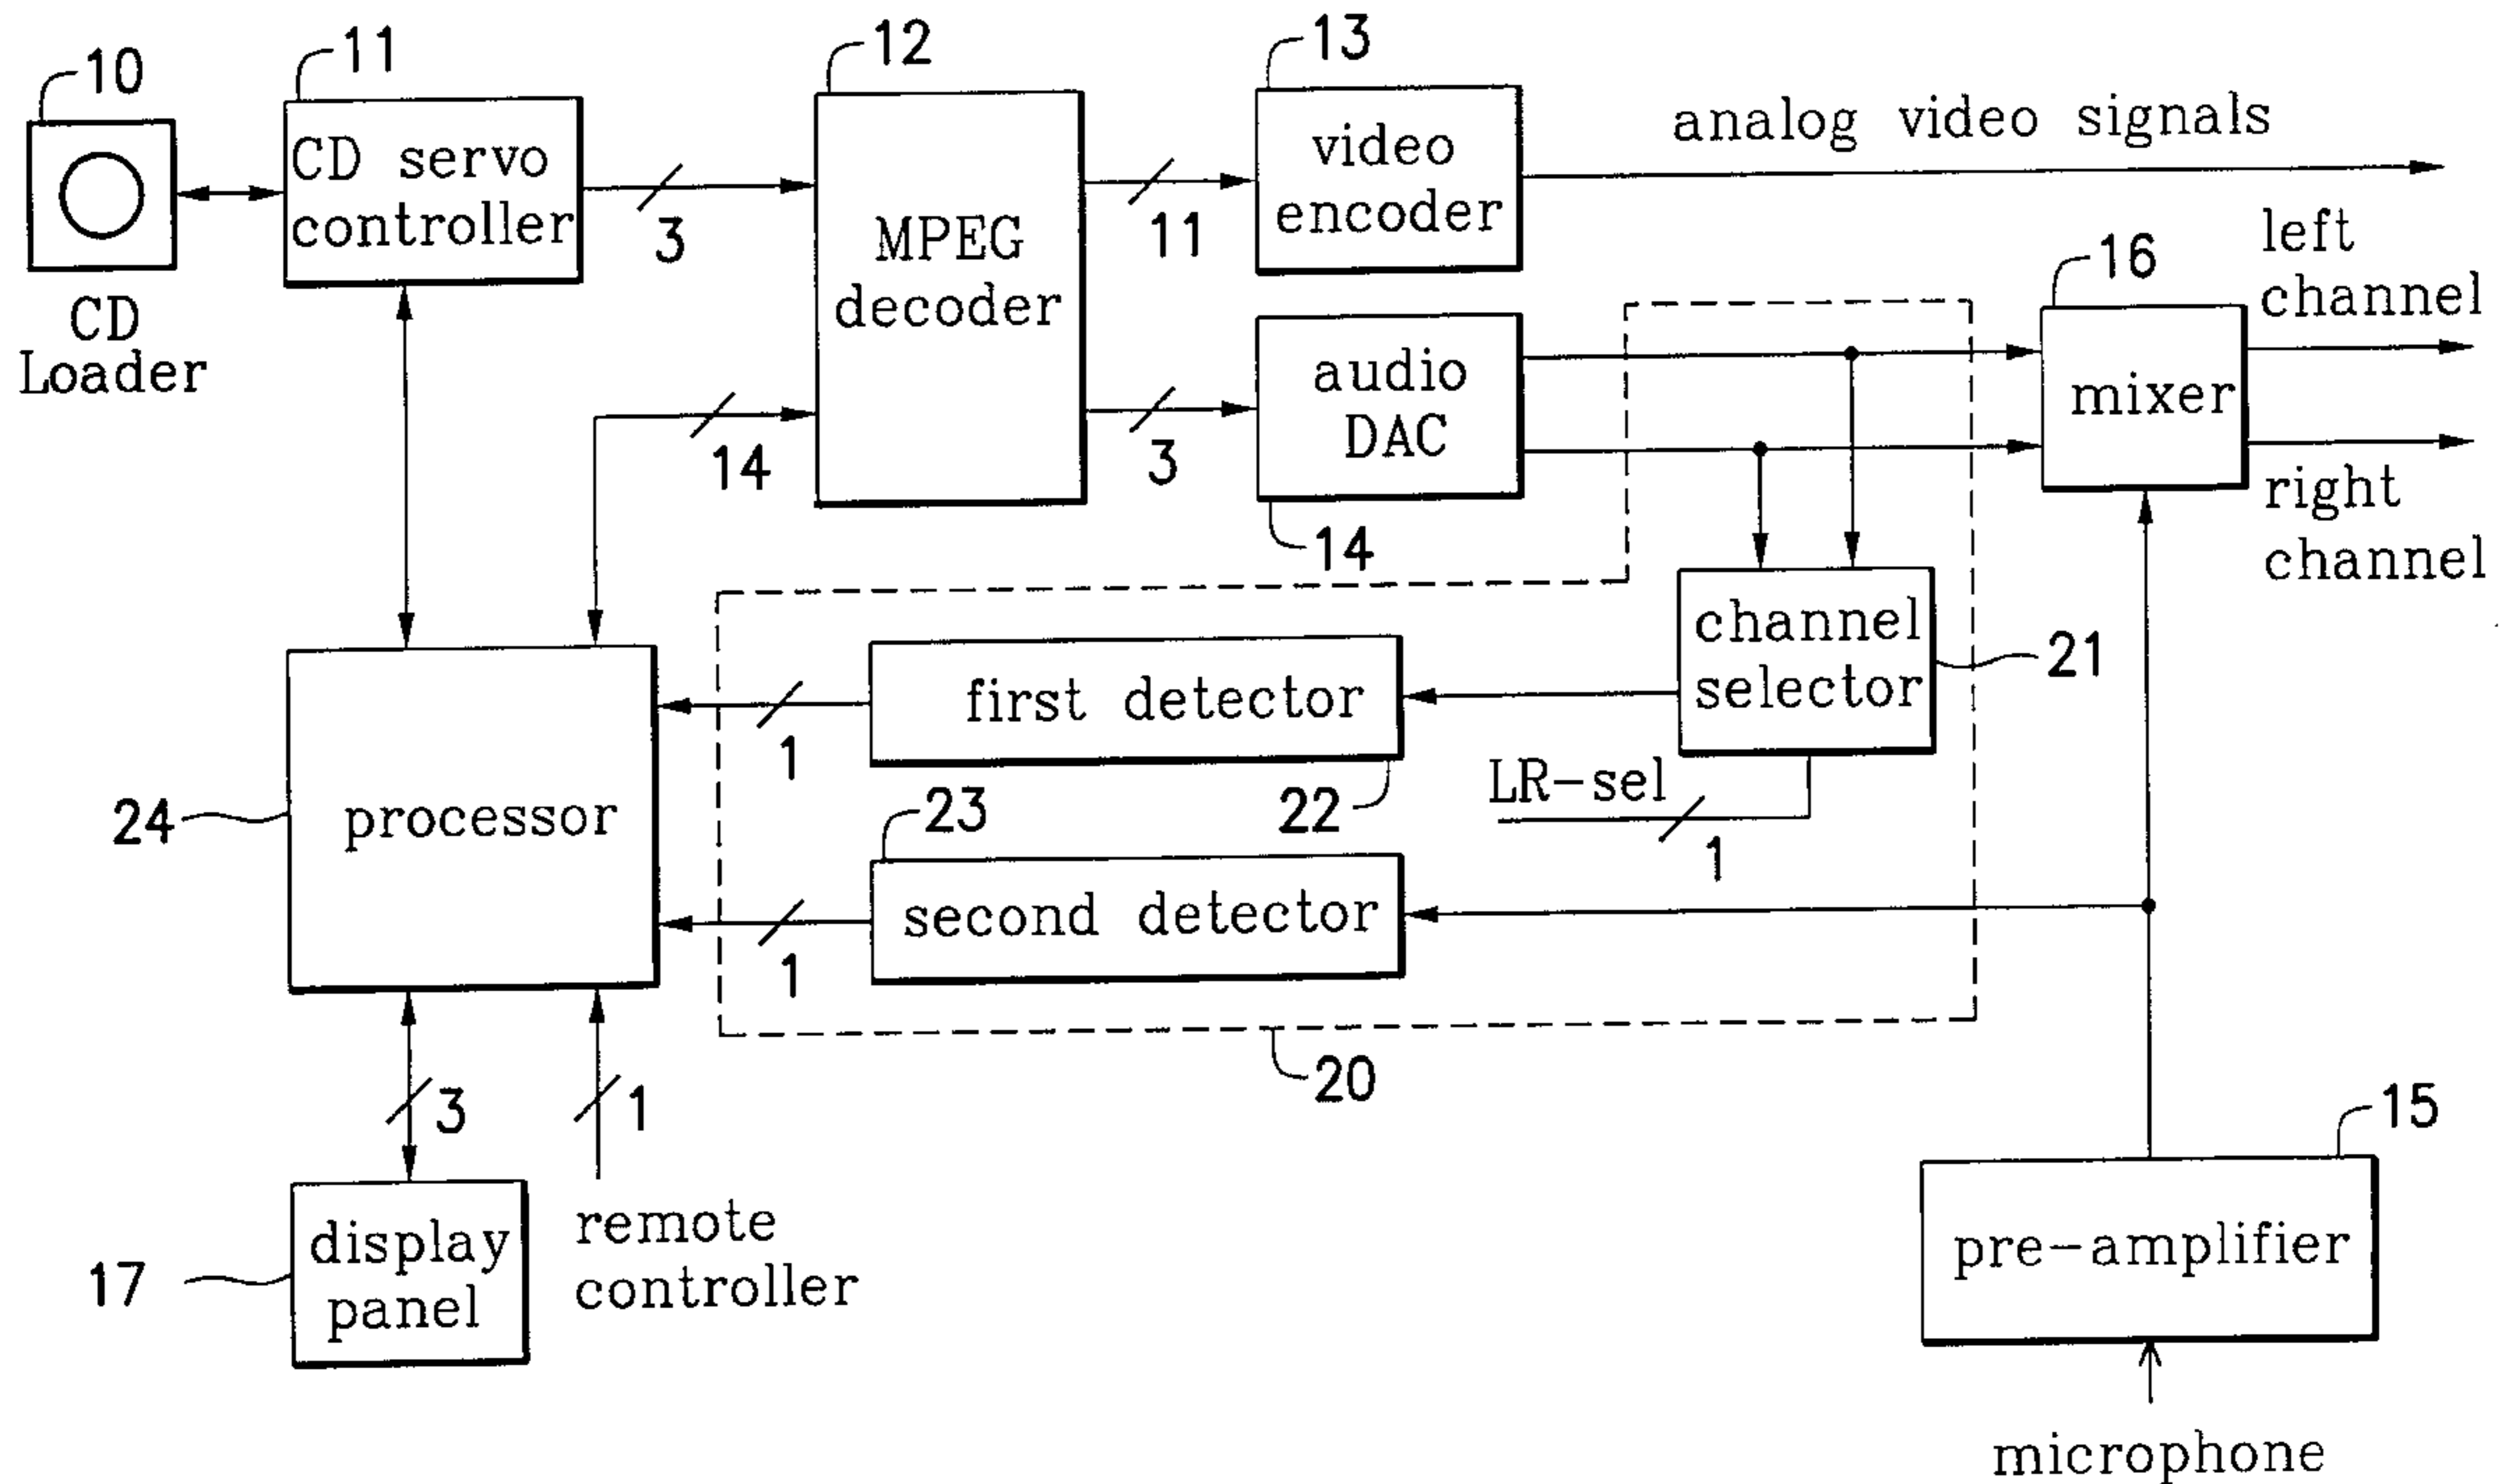 10
11
12
13
CD servo
controller
3
MPEG
decoder
11
video
encoder
analog video signals
CD
Loader
14
3
audio
DAC
14
16
mixer
left
channel
right
channel
channel
selector
21
first detector
22
1
LR-sel
1
23
second detector
1
24
processor
20
3
1
17
display
panel
remote
controller
15
pre-amplifier
microphone